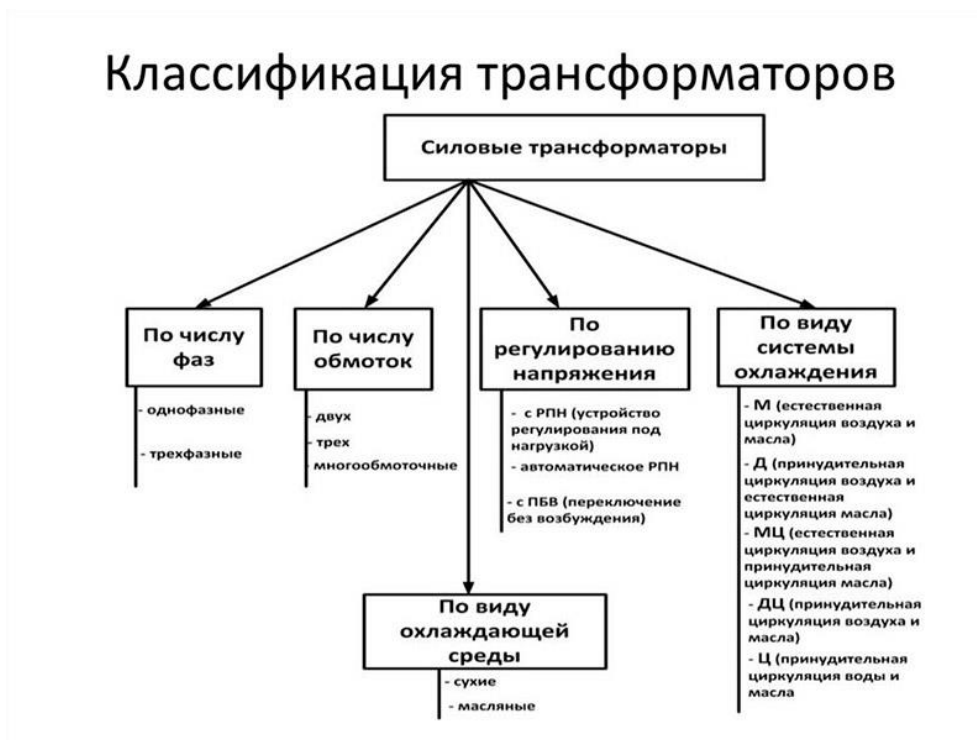 Классификация трансформаторов
Силовые трансформаторы
По числу
фаз
- однофазные
- трехфазные
По числу
обмоток
- двух
- трех
- многообмоточные
По
регулированию
напряжения
- с РПН (устройство
регулирования под
нагрузкой)
- автоматическое РПН
- с ПБВ (переключение
без возбуждения)
По виду
системы
охлаждения
- М (естественная
циркуляция воздуха и
масла)
- Д (принудительная
циркуляция воздуха и
естественная
циркуляция масла)
- МЦ (естественная
циркуляция воздуха и
принудительная
циркуляция масла)
- ДЦ (принудительная
циркуляция воздуха и
масла)
- Ц (принудительная
циркуляция воды и
масла
По виду
охлаждающей
среды
- сухие
- масляные